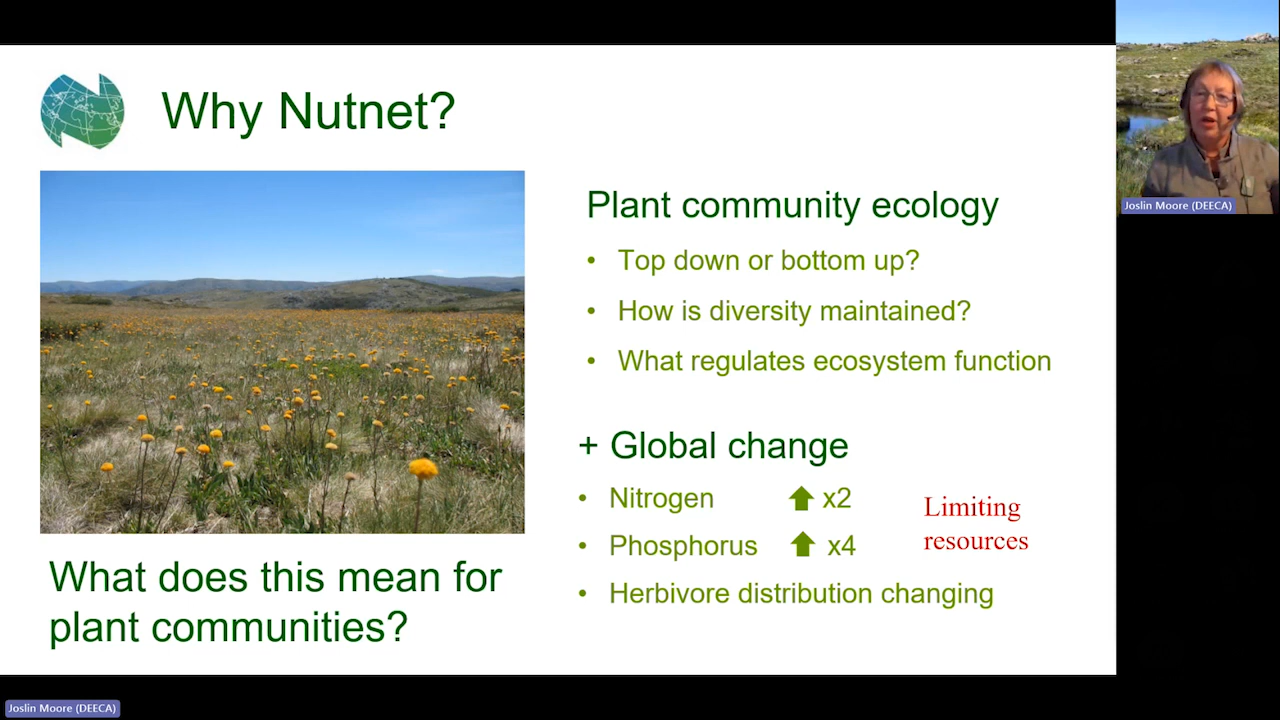 Why Nutnet?
Plant community ecology
• Top down or bottom up?
• How is diversity maintained?
• What regulates ecosystem function
+ Global change
• Nitrogen x2
• Phosphorus x4
Limiting
resources
• Herbivore distribution changing
What does this mean for
plant communities?
Joslin Moore (DEECA)
Joslin Moore (DEECA)